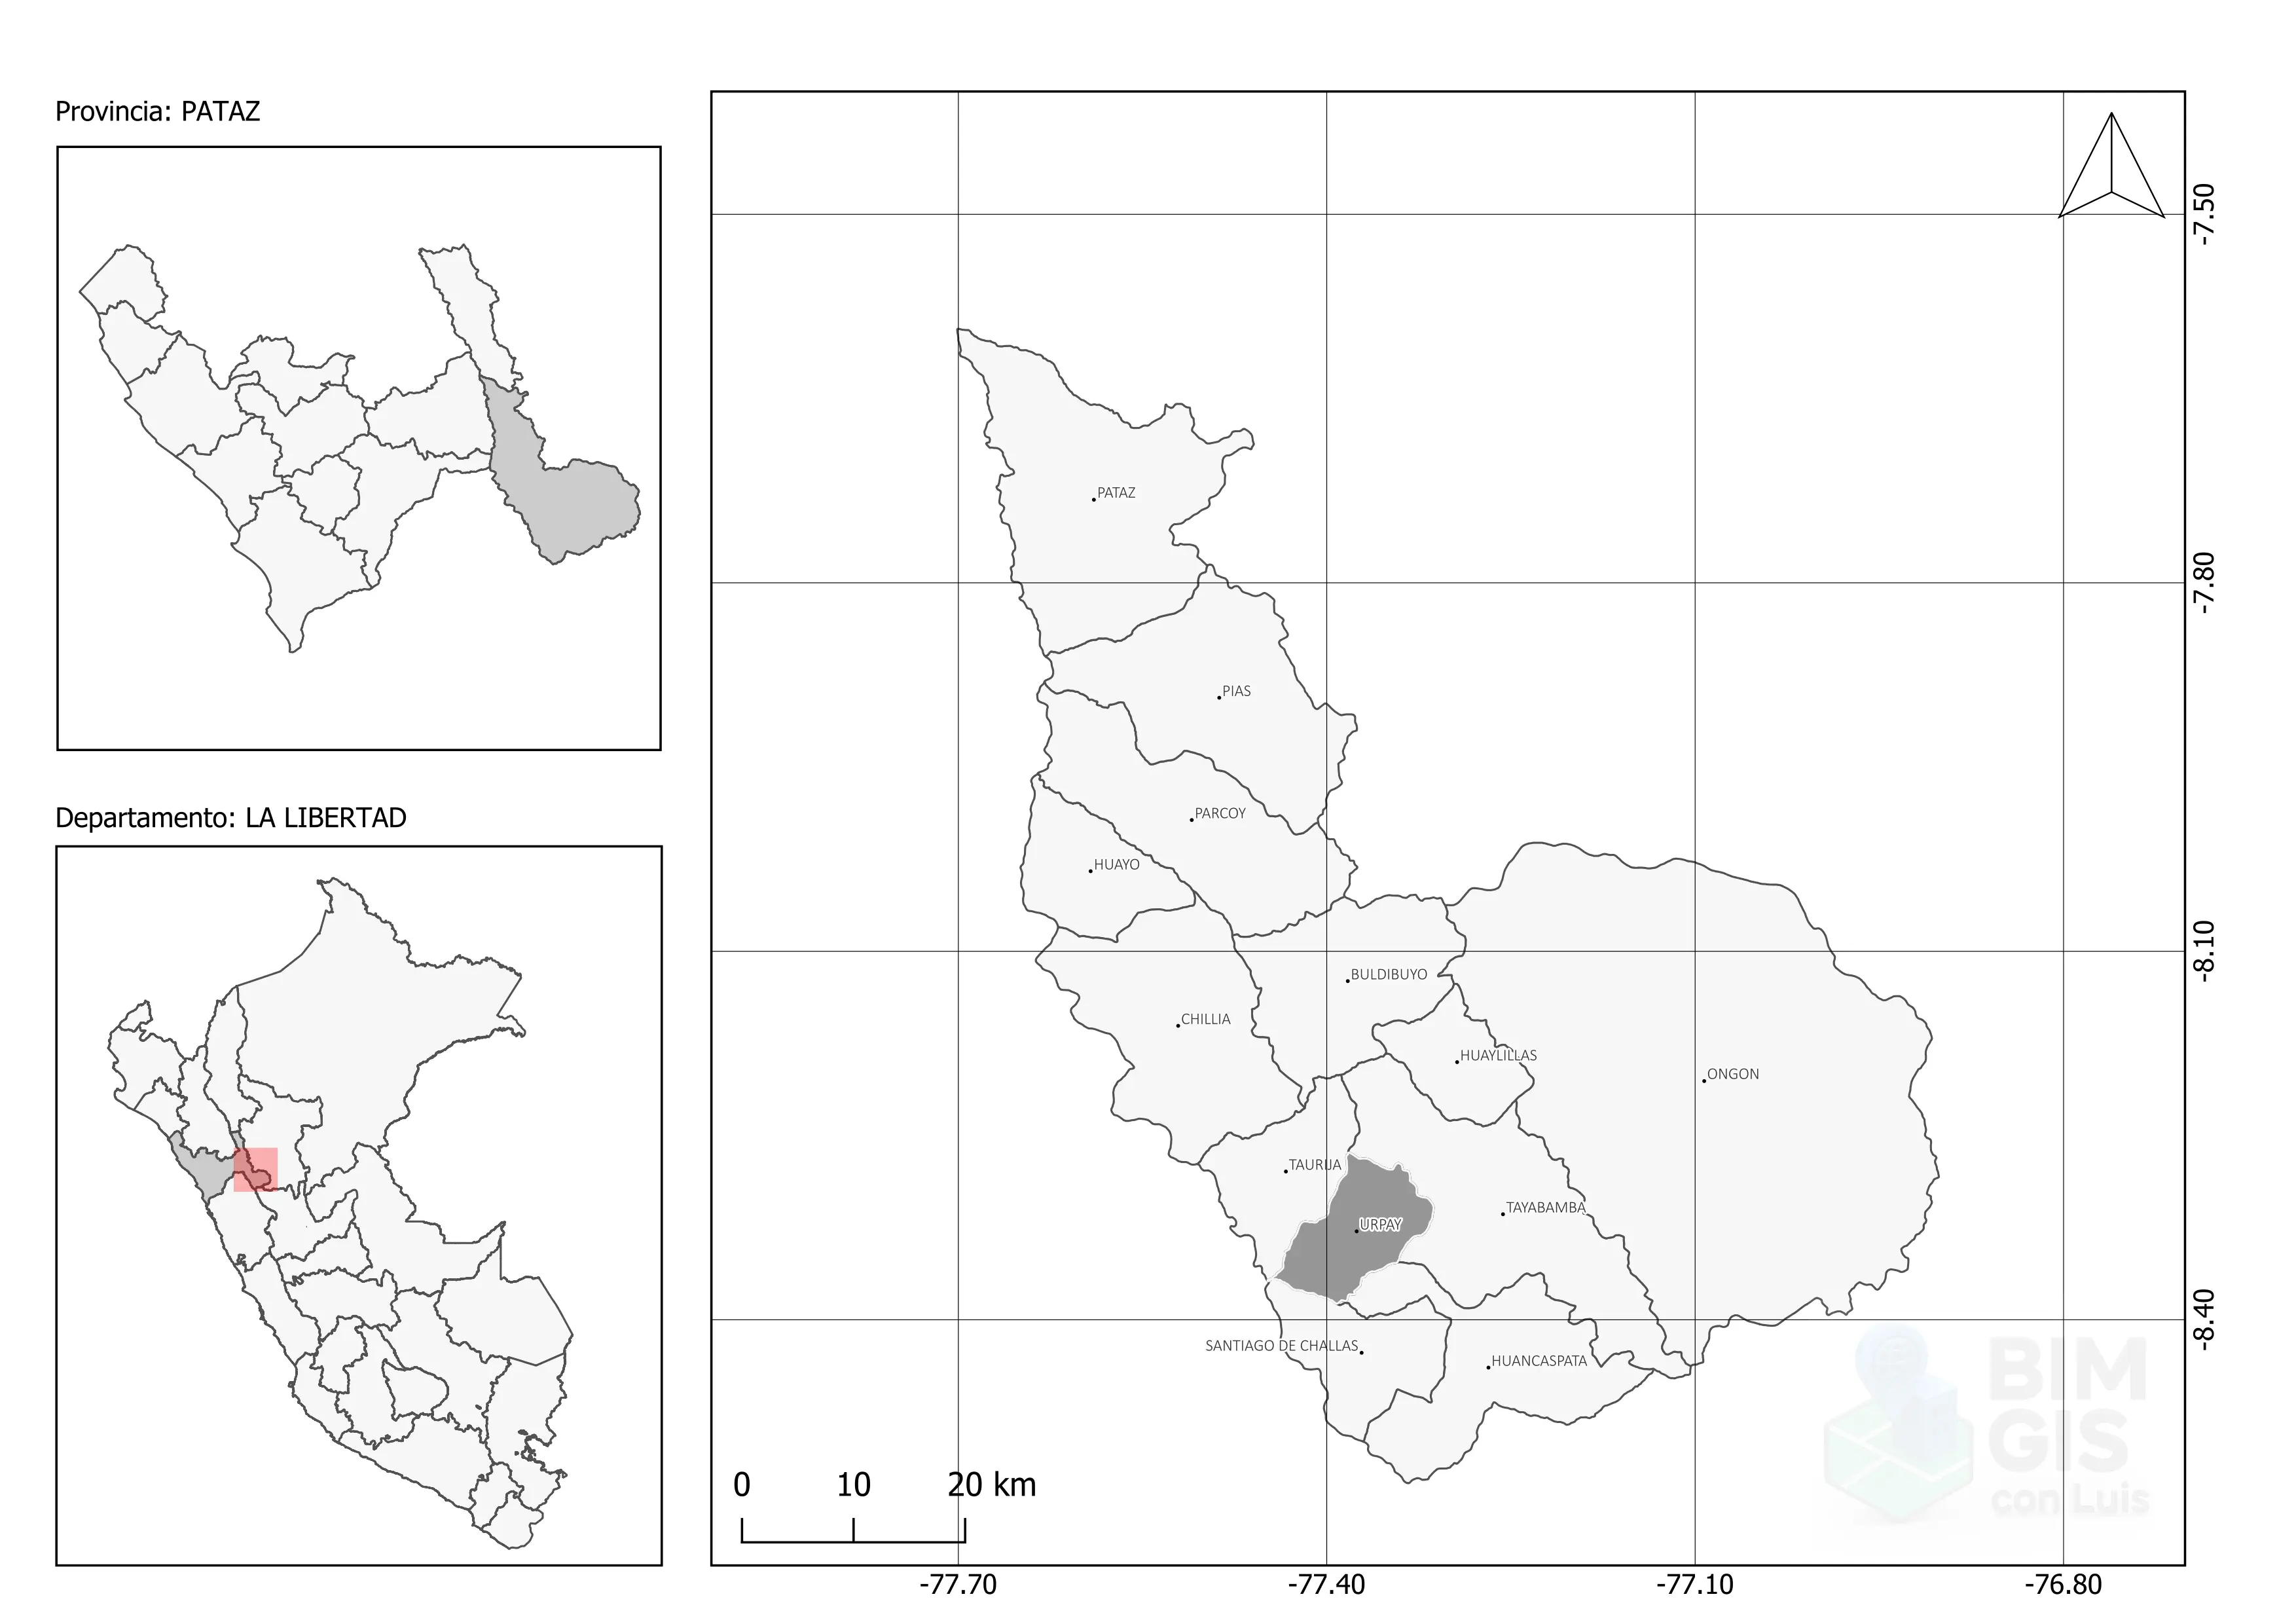 Provincia: PATAZ
Departamento: LA LIBERTAD
-7.50
-7.80
-8.10
-8.40
PATAZ
PIAS
PARCOY
HUAYO
BULDIBUYO
CHILLIA
HUAYLILLAS
ONGON
TAURIJA
TAYABAMBA
URPAY
SANTIAGO DE CHALLAS
HUANCASPATA
BIM
GIS
con Luis
0 10 20 km
-77.70 -77.40 -77.10 -76.80